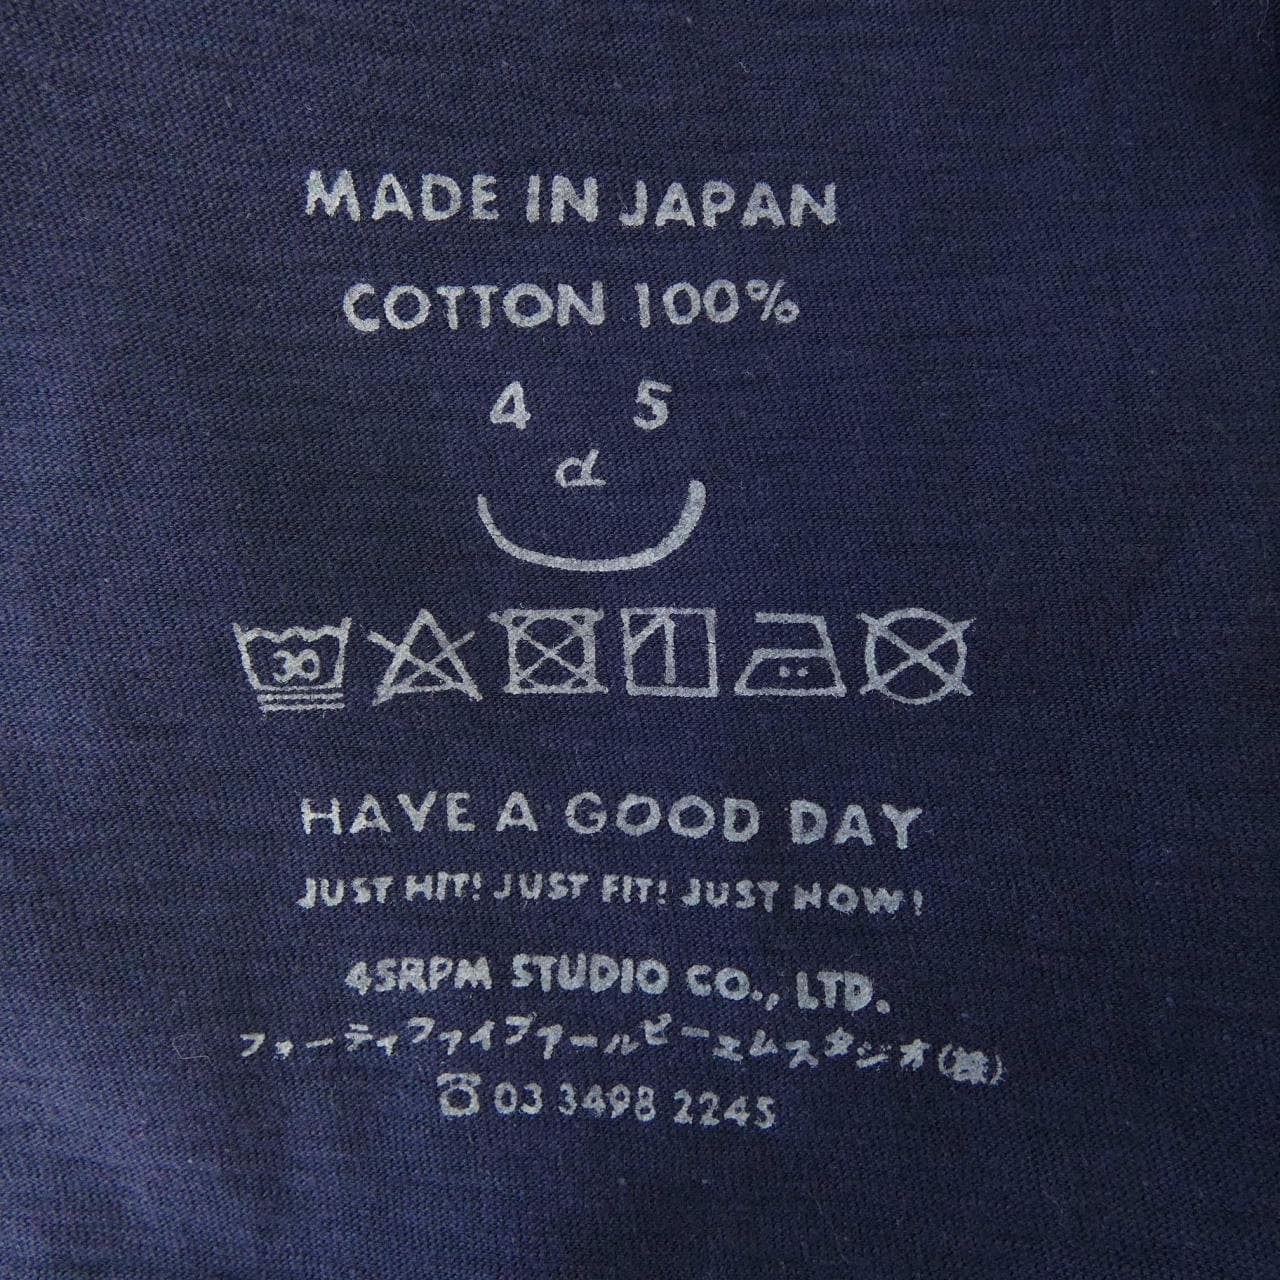 MADE IN JAPAN
COTTON 100%
4 5
d
30
HAVE A GOOD DAY
JUST HIT! JUST FIT! JUST NOW!
45RPM STUDIO CO., LTD.
フォーティファイブアールピーエムスタジオ(株)
☎ 03 3498 2245